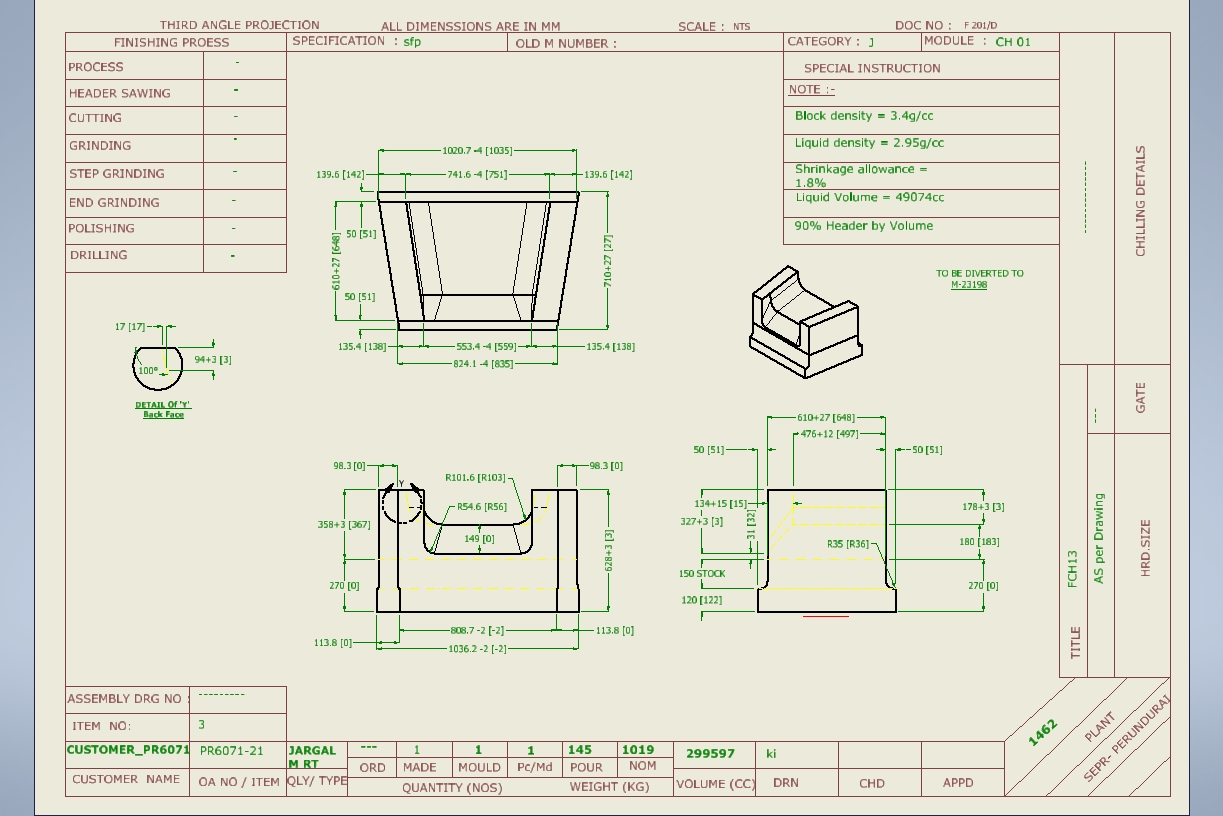 THIRD ANGLE PROJECTION ALL DIMENSSIONS ARE IN MM SCALE : NTS DOC NO : F 201/D
FINISHING PROESS SPECIFICATION : sfp OLD M NUMBER : CATEGORY : J MODULE : CH 01
PROCESS -
HEADER SAWING -
CUTTING -
GRINDING -
STEP GRINDING -
END GRINDING -
POLISHING -
DRILLING -
SPECIAL INSTRUCTION
NOTE :-
Block density = 3.4g/cc
Liquid density = 2.95g/cc
Shrinkage allowance =
1.8%
Liquid Volume = 49074cc
90% Header by Volume
CHILLING DETAILS
----------------
1020.7 -4 [1035]
139.6 [142] 741.6 -4 [751] 139.6 [142]
50 [51]
610+27 [648]
710+27 [27]
50 [51]
135.4 [138] 553.4 -4 [559] 135.4 [138]
824.1 -4 [835]
TO BE DIVERTED TO
M-23198
17 [17]
94+3 [3]
100°
DETAIL Of 'Y'
Back Face
GATE
---
98.3 [0] 98.3 [0]
Y
R101.6 [R103]
R54.6 [R56]
358+3 [367]
149 [0]
628+3 [3]
270 [0]
808.7 -2 [-2]
113.8 [0] 113.8 [0]
1036.2 -2 [-2]
610+27 [648]
476+12 [497]
50 [51] 50 [51]
134+15 [15] 178+3 [3]
327+3 [3]
31 [32]
R35 [R36] 180 [183]
150 STOCK
270 [0]
120 [122]
TITLE FCH13
AS per Drawing
HRD.SIZE
ASSEMBLY DRG NO : ---------
ITEM NO: 3
CUSTOMER_PR6071 PR6071-21 JARGAL --- 1 1 1 145 1019 299597 ki
M RT
ORD MADE MOULD Pc/Md POUR NOM
CUSTOMER NAME OA NO / ITEM QLY/ TYPE QUANTITY (NOS) WEIGHT (KG) VOLUME (CC) DRN CHD APPD
1462
PLANT
SEPR- PERUNDURAI